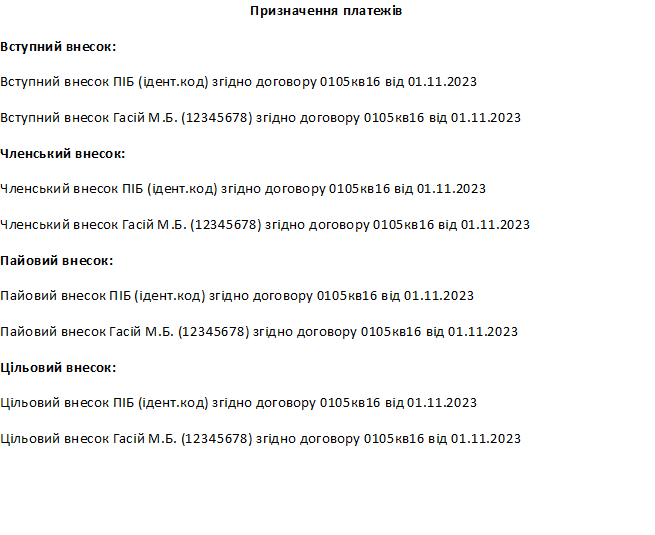 Призначення платежів
Вступний внесок:
Вступний внесок ПІБ (ідент.код) згідно договору 0105кв16 від 01.11.2023
Вступний внесок Гасій М.Б. (12345678) згідно договору 0105кв16 від 01.11.2023
Членський внесок:
Членський внесок ПІБ (ідент.код) згідно договору 0105кв16 від 01.11.2023
Членський внесок Гасій М.Б. (12345678) згідно договору 0105кв16 від 01.11.2023
Пайовий внесок:
Пайовий внесок ПІБ (ідент.код) згідно договору 0105кв16 від 01.11.2023
Пайовий внесок Гасій М.Б. (12345678) згідно договору 0105кв16 від 01.11.2023
Цільовий внесок:
Цільовий внесок ПІБ (ідент.код) згідно договору 0105кв16 від 01.11.2023
Цільовий внесок Гасій М.Б. (12345678) згідно договору 0105кв16 від 01.11.2023